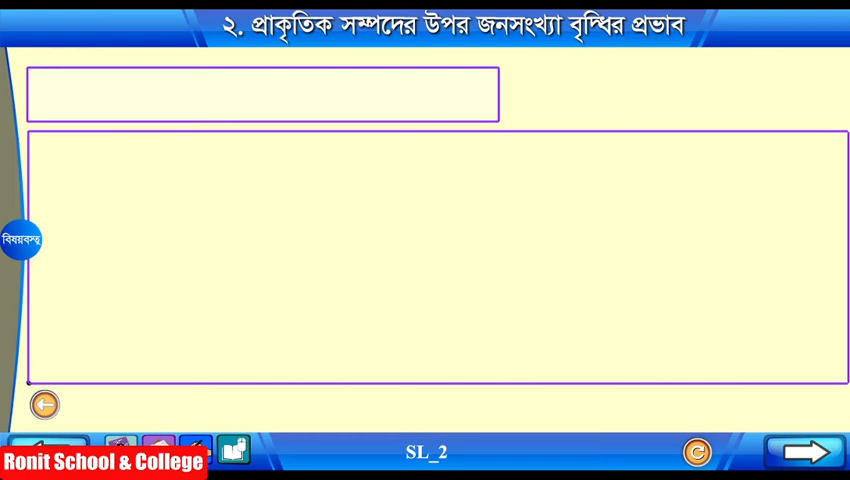 ২. প্রাকৃতিক সম্পদের উপর জনসংখ্যা বৃদ্ধির প্রভাব
বিষয়বস্তু
SL_2
Ronit School & College